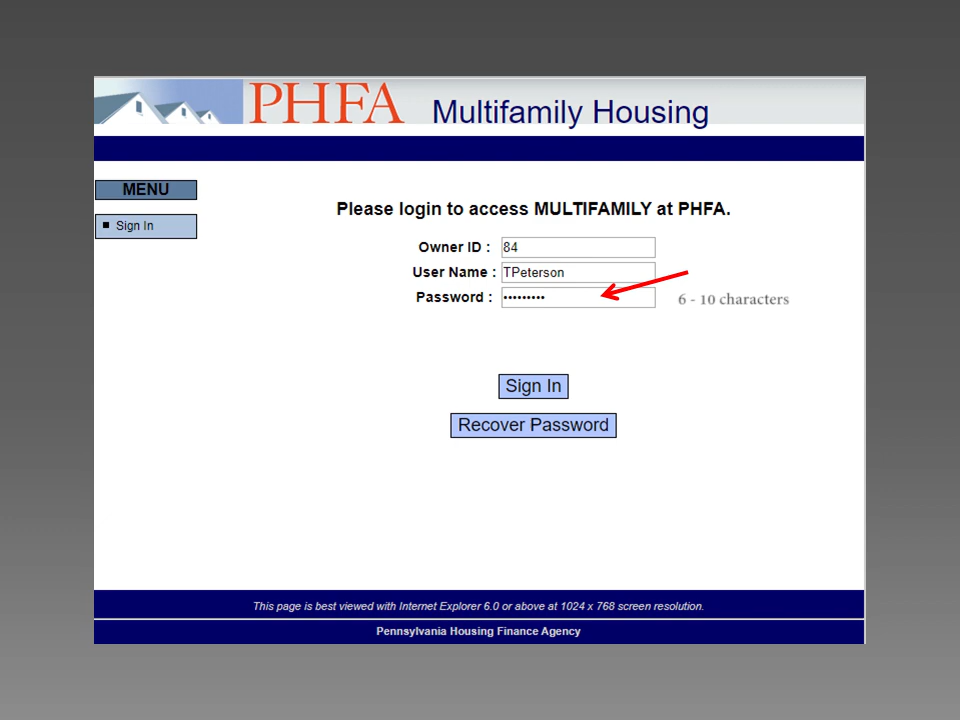 PHFA Multifamily Housing
MENU
Sign In
Please login to access MULTIFAMILY at PHFA.
Owner ID : 84
User Name : TPeterson
Password : ••••••••• 6 - 10 characters
Sign In
Recover Password
This page is best viewed with Internet Explorer 6.0 or above at 1024 x 768 screen resolution.
Pennsylvania Housing Finance Agency